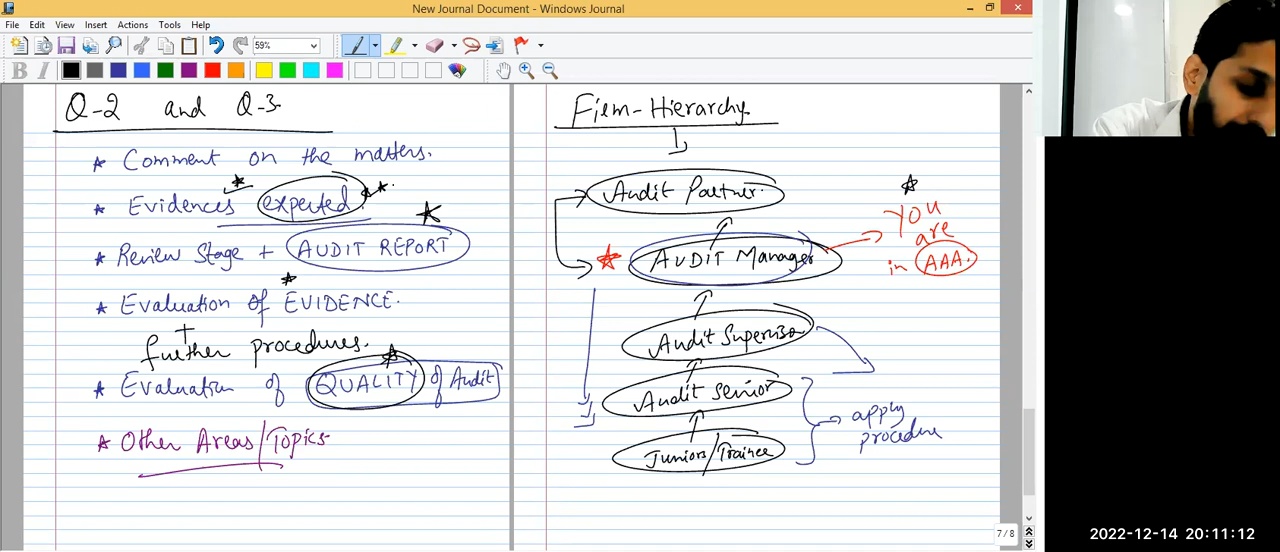 New Journal Document - Windows Journal
File Edit View Insert Actions Tools Help
59%
B I
Q-2 and Q-3
* Comment on the matters.
* Evidences expected
* Review Stage + AUDIT REPORT
* Evaluation of EVIDENCE.
+
further procedures.
* Evaluation of QUALITY of Audit
* Other Areas/Topics
Firm-Hierarchy
Audit Partner
AUDIT Manager
You
are
in AAA.
Audit Supervisor
Audit Senior
Juniors/Trainee
apply
procedure
7 / 8
2022-12-14 20:11:12